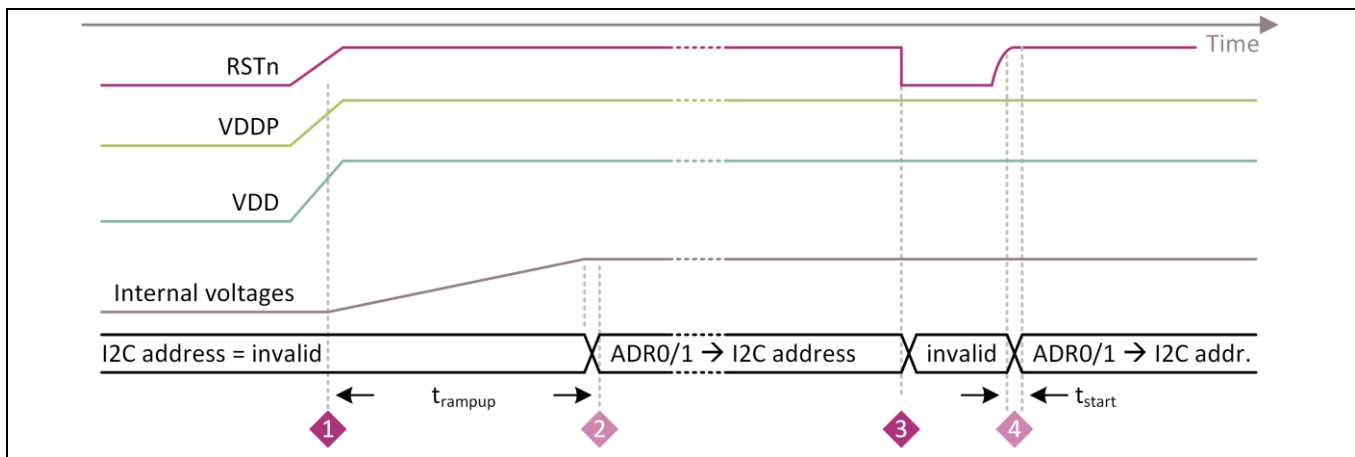 Time
RSTn
VDDP
VDD
Internal voltages
I2C address = invalid
ADR0/1 → I2C address
invalid
ADR0/1 → I2C addr.
trampup
tstart
1
2
3
4